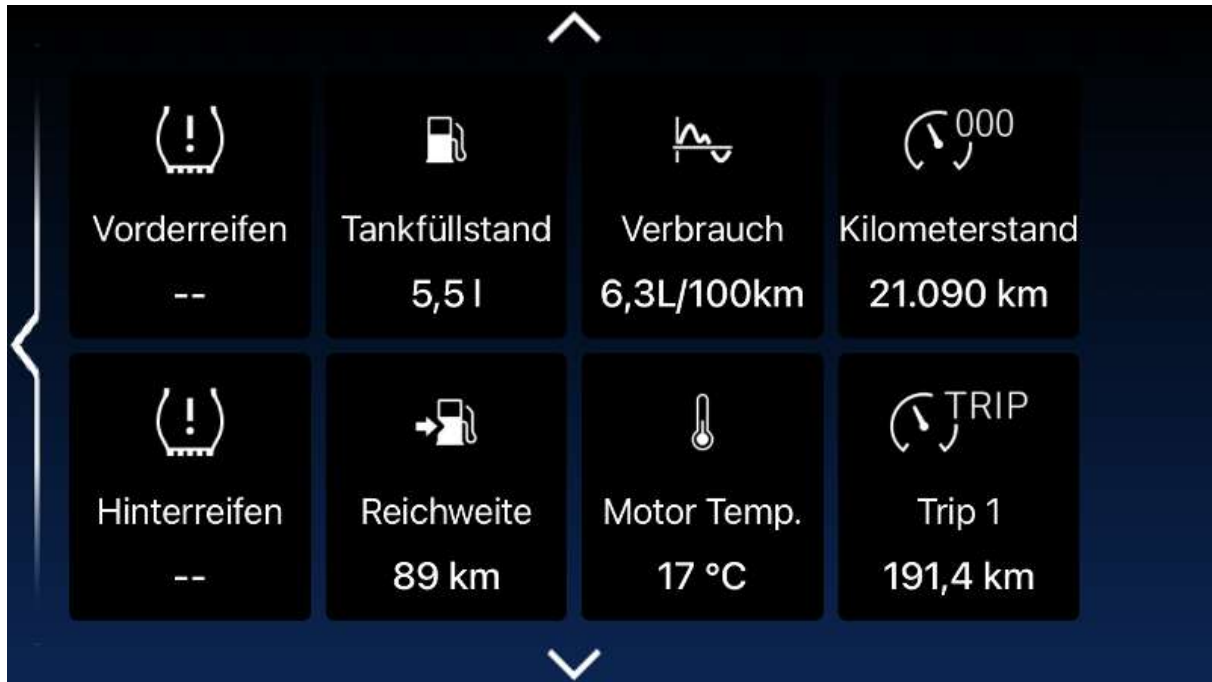 000
Vorderreifen
--
Tankfüllstand
5,5 l
Verbrauch
6,3L/100km
Kilometerstand
21.090 km
Hinterreifen
--
Reichweite
89 km
Motor Temp.
17 °C
TRIP
Trip 1
191,4 km